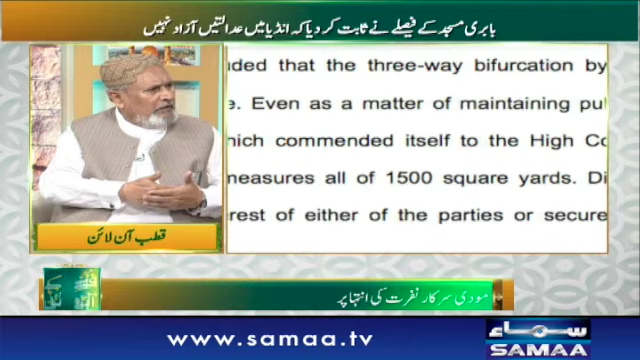 بابری مسجد کے فیصلے نے ثابت کر دیا کہ انڈیا میں عدالتیں آزاد نہیں
uded that the three-way bifurcation by
e. Even as a matter of maintaining pu
hich commended itself to the High Co
measures all of 1500 square yards. Di
erest of either of the parties or secure
قطب آن لائن
مودی سرکار نفرت کی انتہا پر
www.samaa.tv
سماء
SAMAA